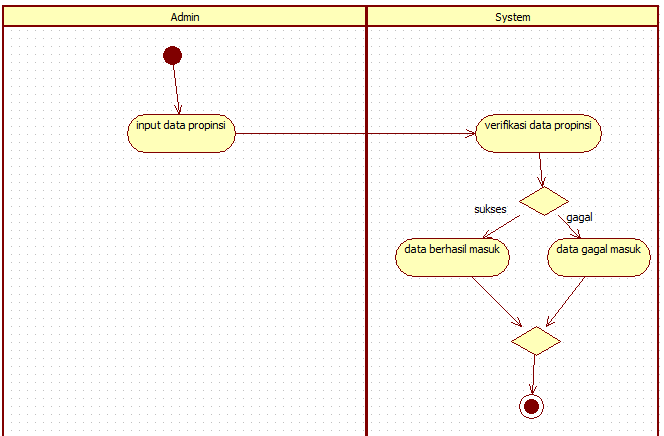 Admin
System
input data propinsi
verifikasi data propinsi
sukses
gagal
data berhasil masuk
data gagal masuk